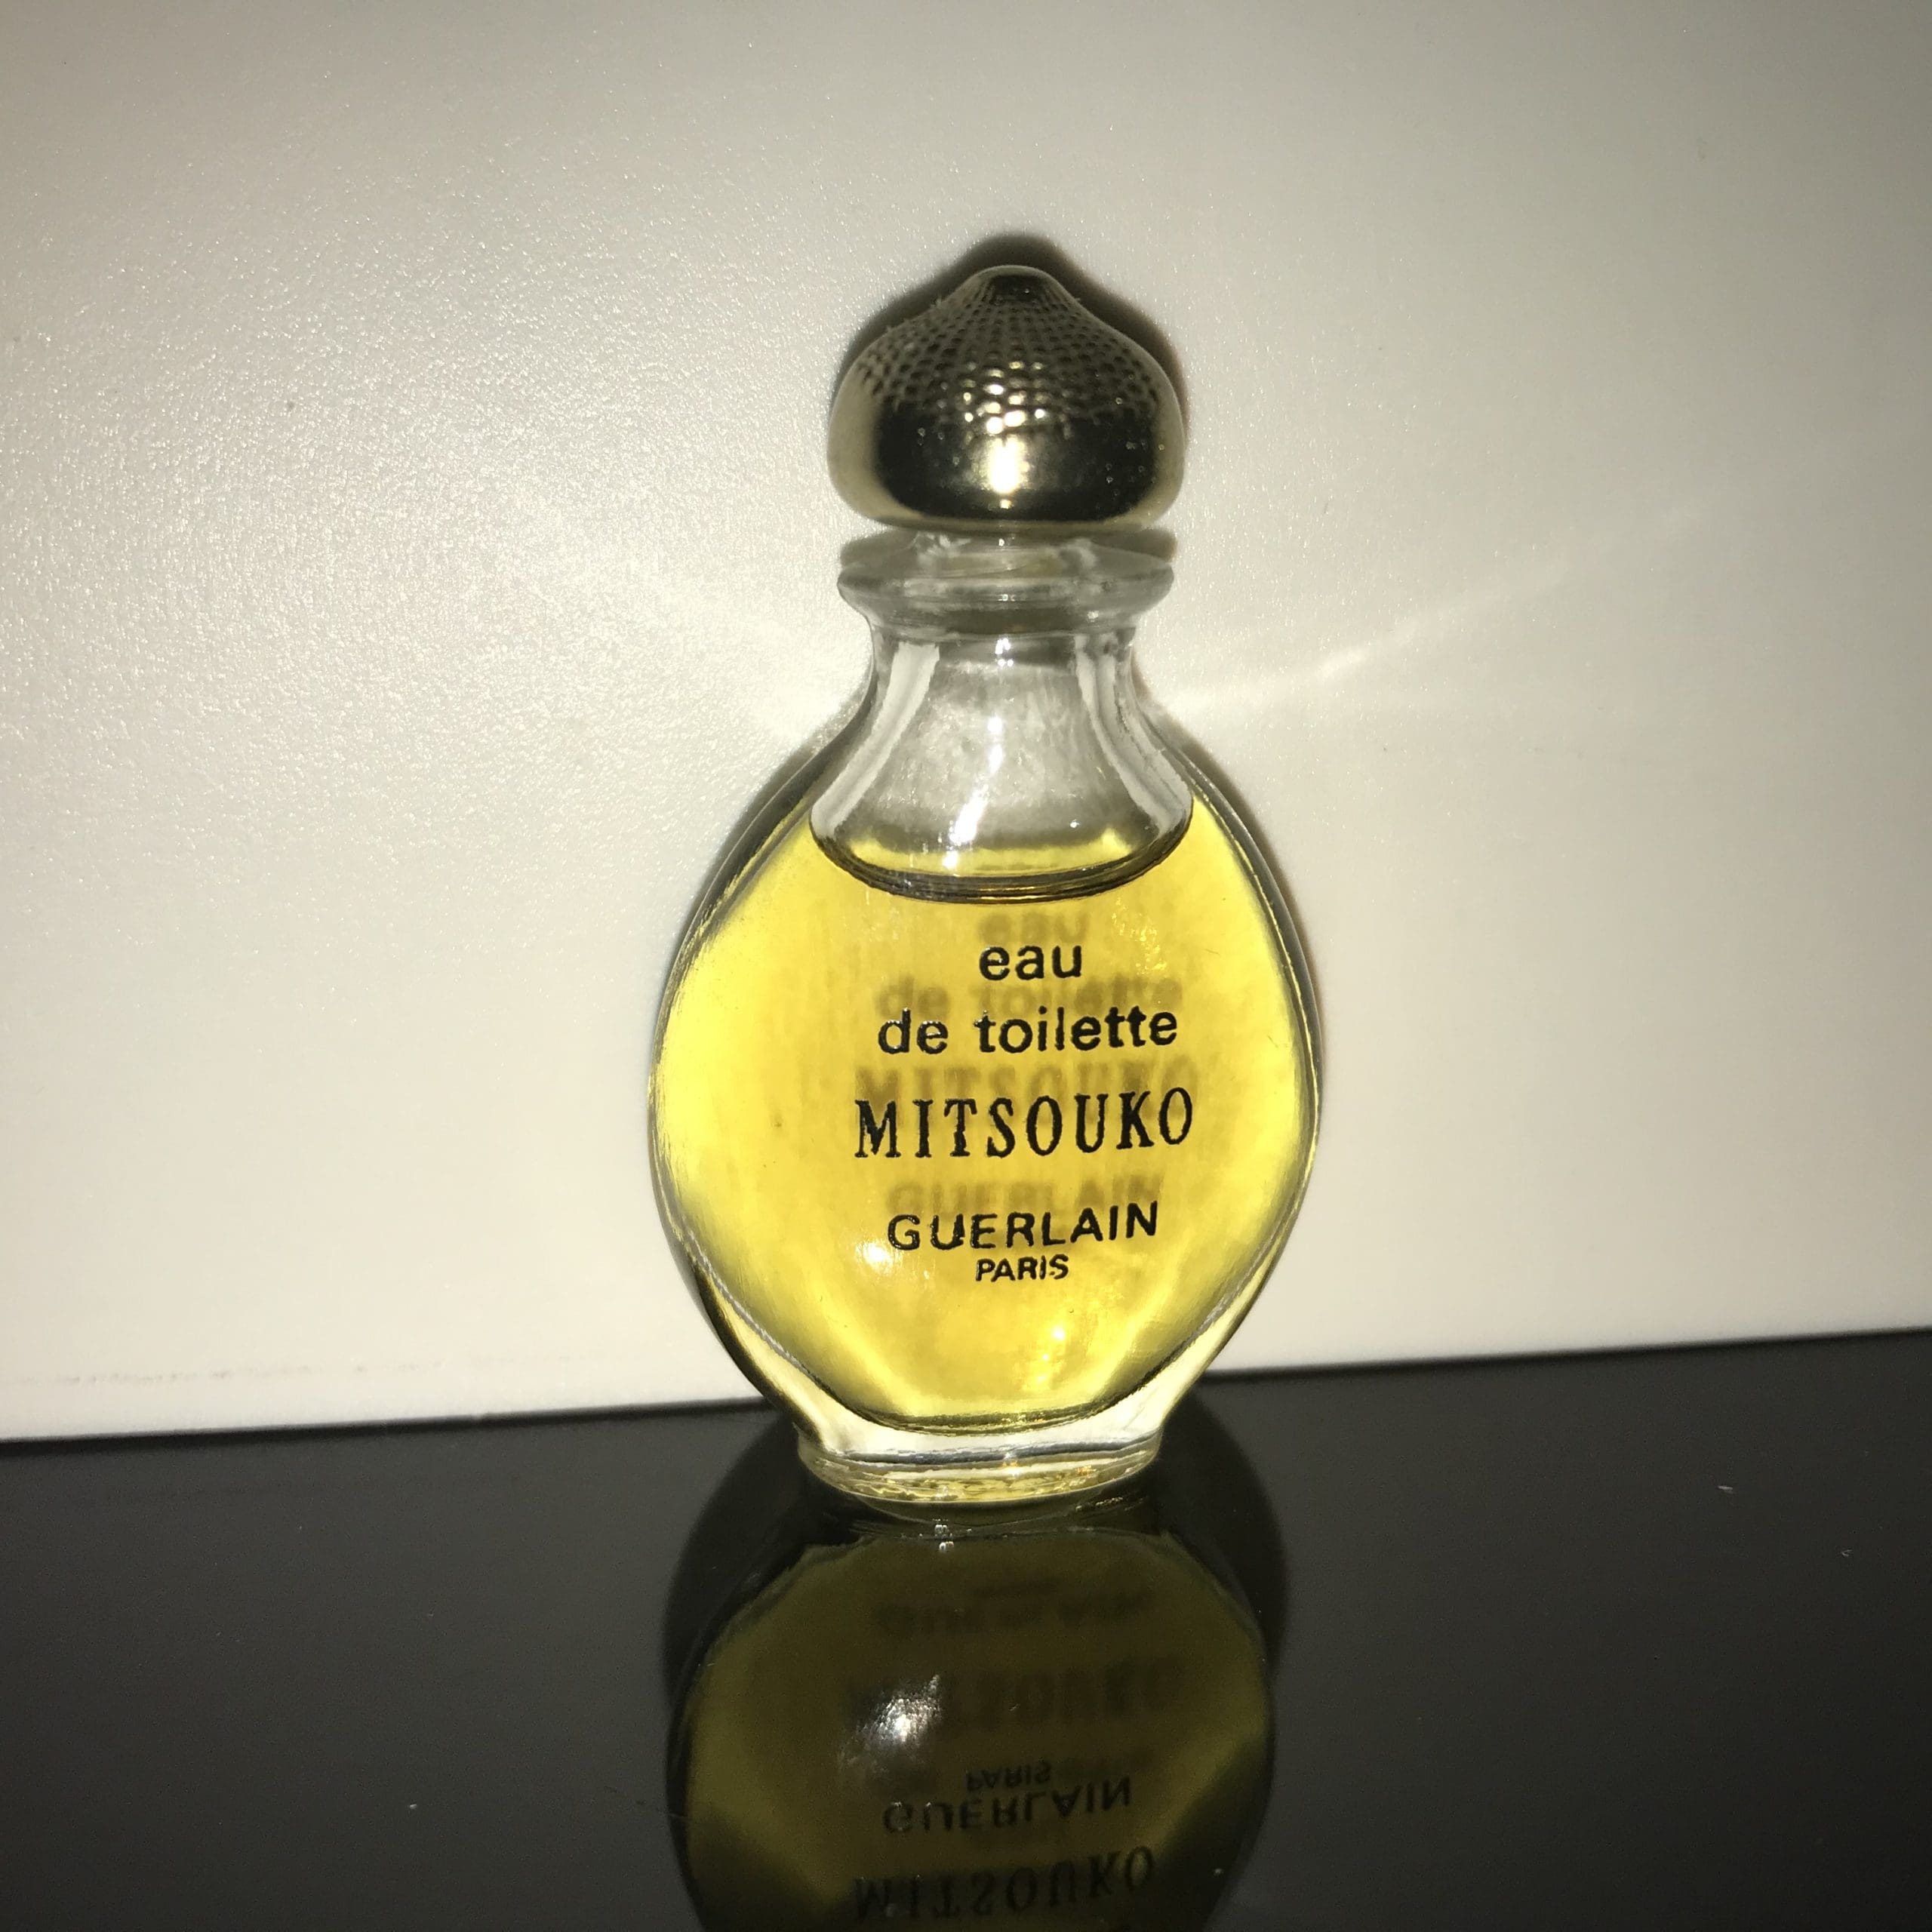 eau
de toilette
MITSOUKO
GUERLAIN
PARIS